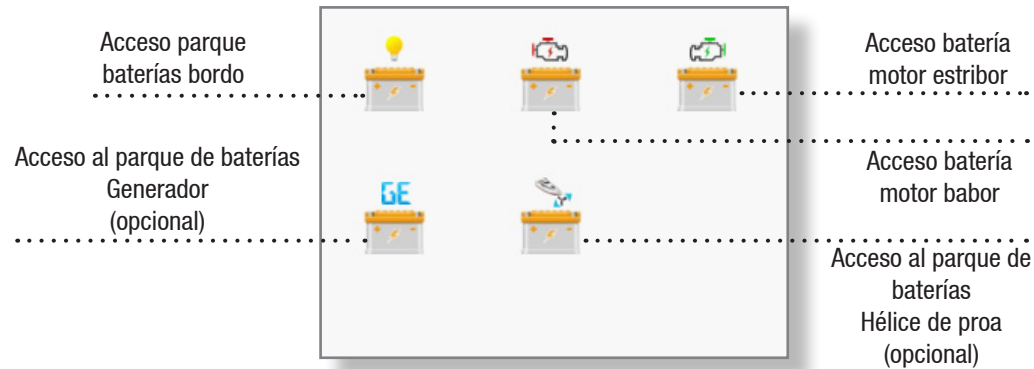 Acceso parque
baterías bordo
Acceso batería
motor estribor
Acceso al parque de baterías
Generador
(opcional)
GE
Acceso batería
motor babor
Acceso al parque de
baterías
Hélice de proa
(opcional)